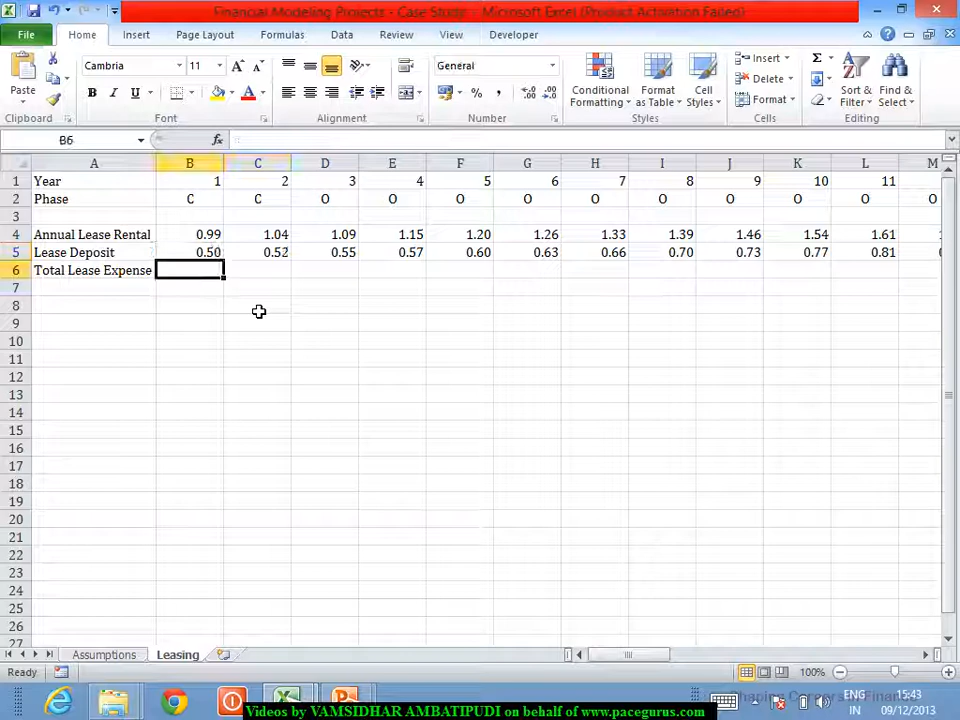 Financial Modeling Projects - Case Study - Microsoft Excel (Product Activation Failed)
File Home Insert Page Layout Formulas Data Review View Developer
Paste
Cambria 11
General
B I U
Conditional Formatting
Format as Table
Cell Styles
Insert
Delete
Format
Sort & Filter
Find & Select
Clipboard Font Alignment Number Styles Cells Editing
B6 fx
A B C D E F G H I J K L M
1 Year 1 2 3 4 5 6 7 8 9 10 11
2 Phase C C O O O O O O O O O O
3
4 Annual Lease Rental 0.99 1.04 1.09 1.15 1.20 1.26 1.33 1.39 1.46 1.54 1.61
5 Lease Deposit 0.50 0.52 0.55 0.57 0.60 0.63 0.66 0.70 0.73 0.77 0.81
6 Total Lease Expense
7
8
9
10
11
12
13
14
15
16
17
18
19
20
21
22
23
24
25
26
27
Assumptions Leasing
Ready 100%
ENG 15:43
IN 09/12/2013
Videos by VAMSIDHAR AMBATIPUDI on behalf of www.pacegurus.com